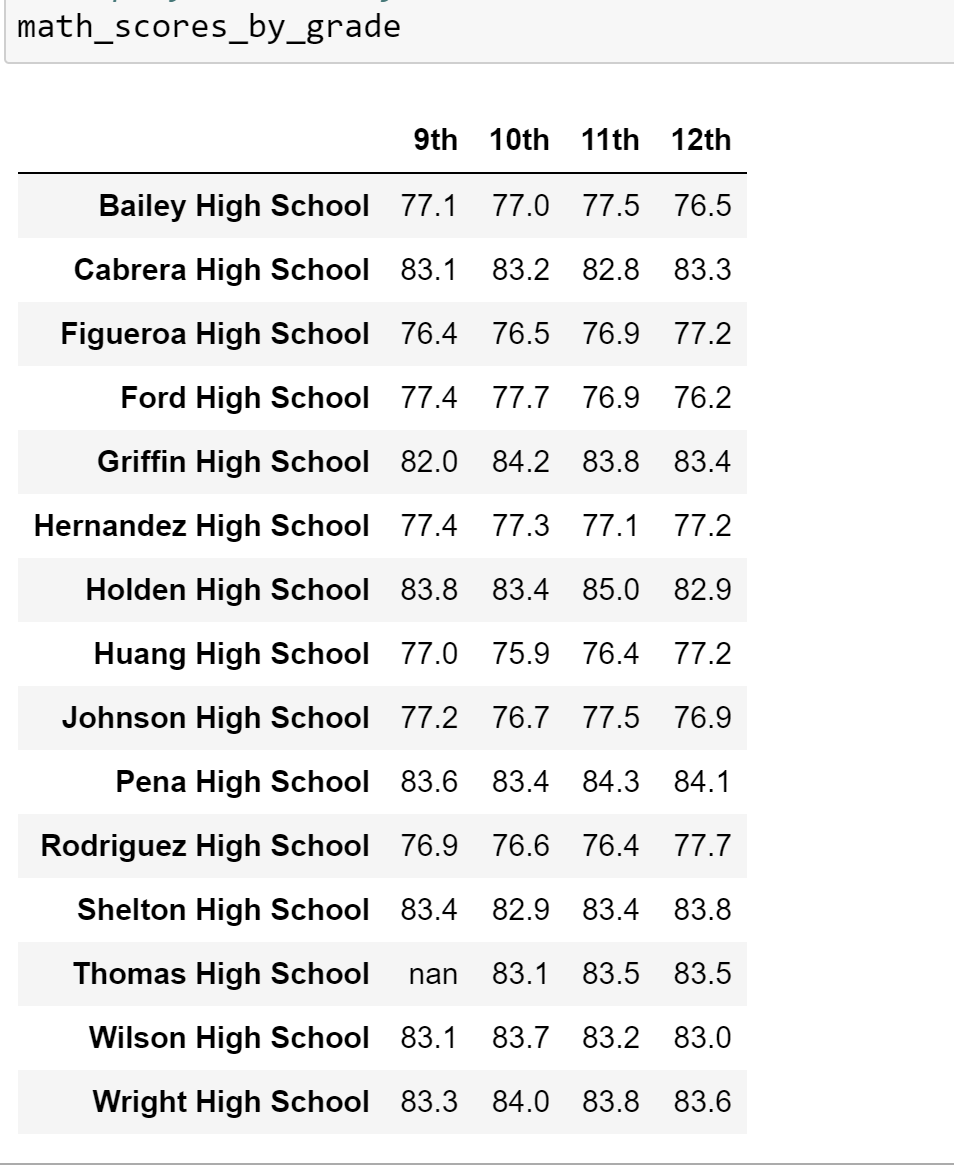 math_scores_by_grade
9th 10th 11th 12th
Bailey High School 77.1 77.0 77.5 76.5
Cabrera High School 83.1 83.2 82.8 83.3
Figueroa High School 76.4 76.5 76.9 77.2
Ford High School 77.4 77.7 76.9 76.2
Griffin High School 82.0 84.2 83.8 83.4
Hernandez High School 77.4 77.3 77.1 77.2
Holden High School 83.8 83.4 85.0 82.9
Huang High School 77.0 75.9 76.4 77.2
Johnson High School 77.2 76.7 77.5 76.9
Pena High School 83.6 83.4 84.3 84.1
Rodriguez High School 76.9 76.6 76.4 77.7
Shelton High School 83.4 82.9 83.4 83.8
Thomas High School nan 83.1 83.5 83.5
Wilson High School 83.1 83.7 83.2 83.0
Wright High School 83.3 84.0 83.8 83.6